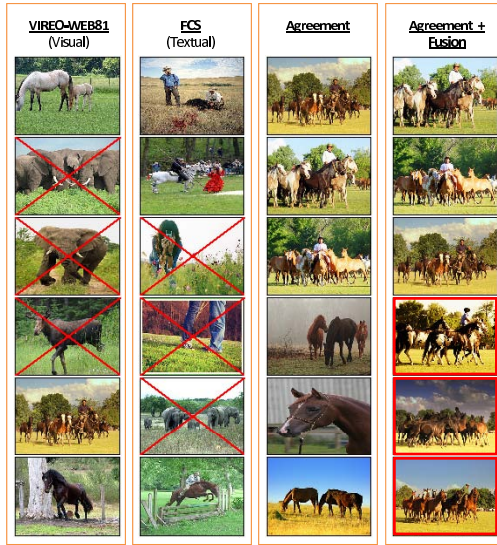 VIREO-WEB81
(Visual)
FCS
(Textual)
Agreement
Agreement +
Fusion